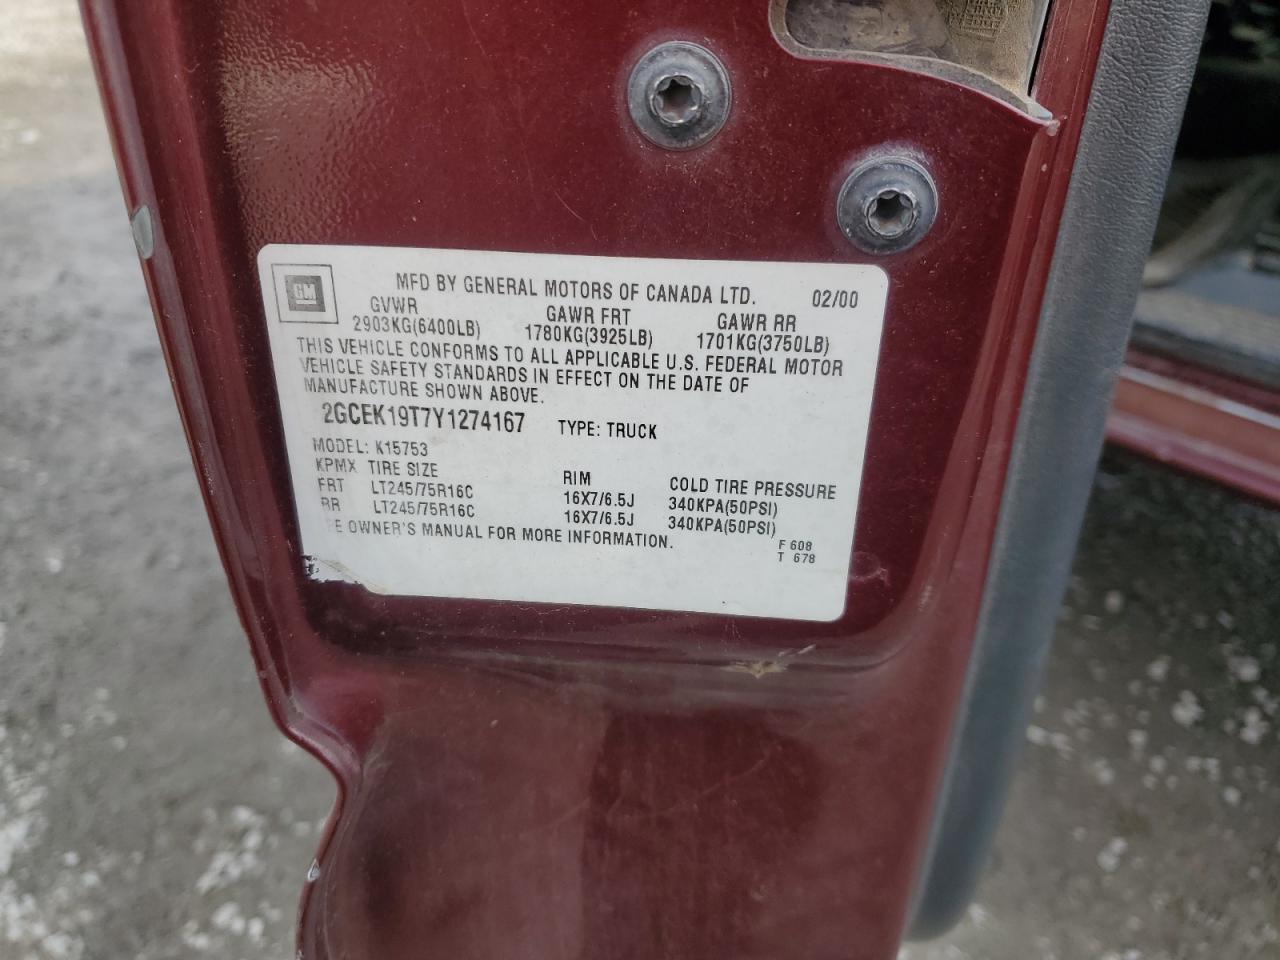 GM
MFD BY GENERAL MOTORS OF CANADA LTD. 02/00
GVWR GAWR FRT GAWR RR
2903KG(6400LB) 1780KG(3925LB) 1701KG(3750LB)
THIS VEHICLE CONFORMS TO ALL APPLICABLE U.S. FEDERAL MOTOR
VEHICLE SAFETY STANDARDS IN EFFECT ON THE DATE OF
MANUFACTURE SHOWN ABOVE.
2GCEK19T7Y1274167 TYPE: TRUCK
MODEL: K15753
KPMX TIRE SIZE RIM COLD TIRE PRESSURE
FRT LT245/75R16C 16X7/6.5J 340KPA(50PSI)
RR LT245/75R16C 16X7/6.5J 340KPA(50PSI)
EE OWNER'S MANUAL FOR MORE INFORMATION.
F 608
T 678